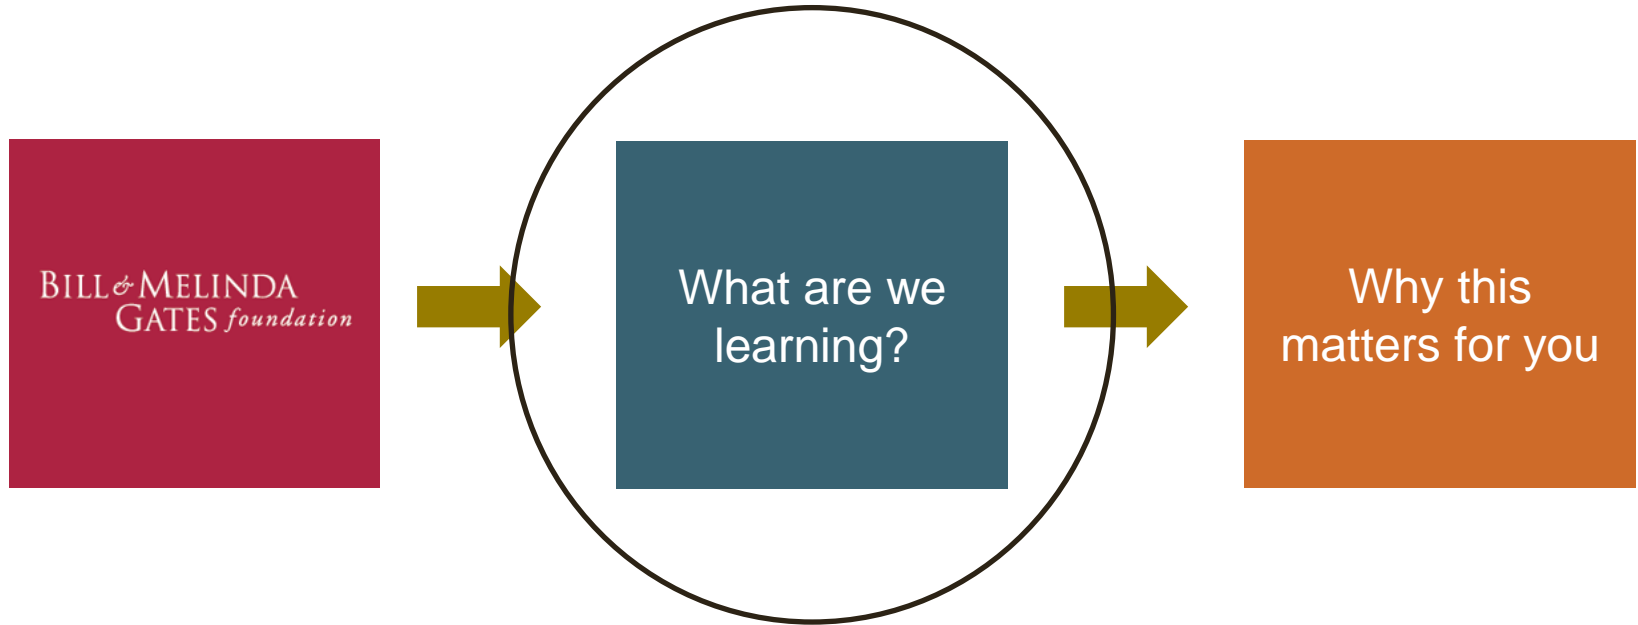 BILL & MELINDA
GATES foundation
What are we
learning?
Why this
matters for you